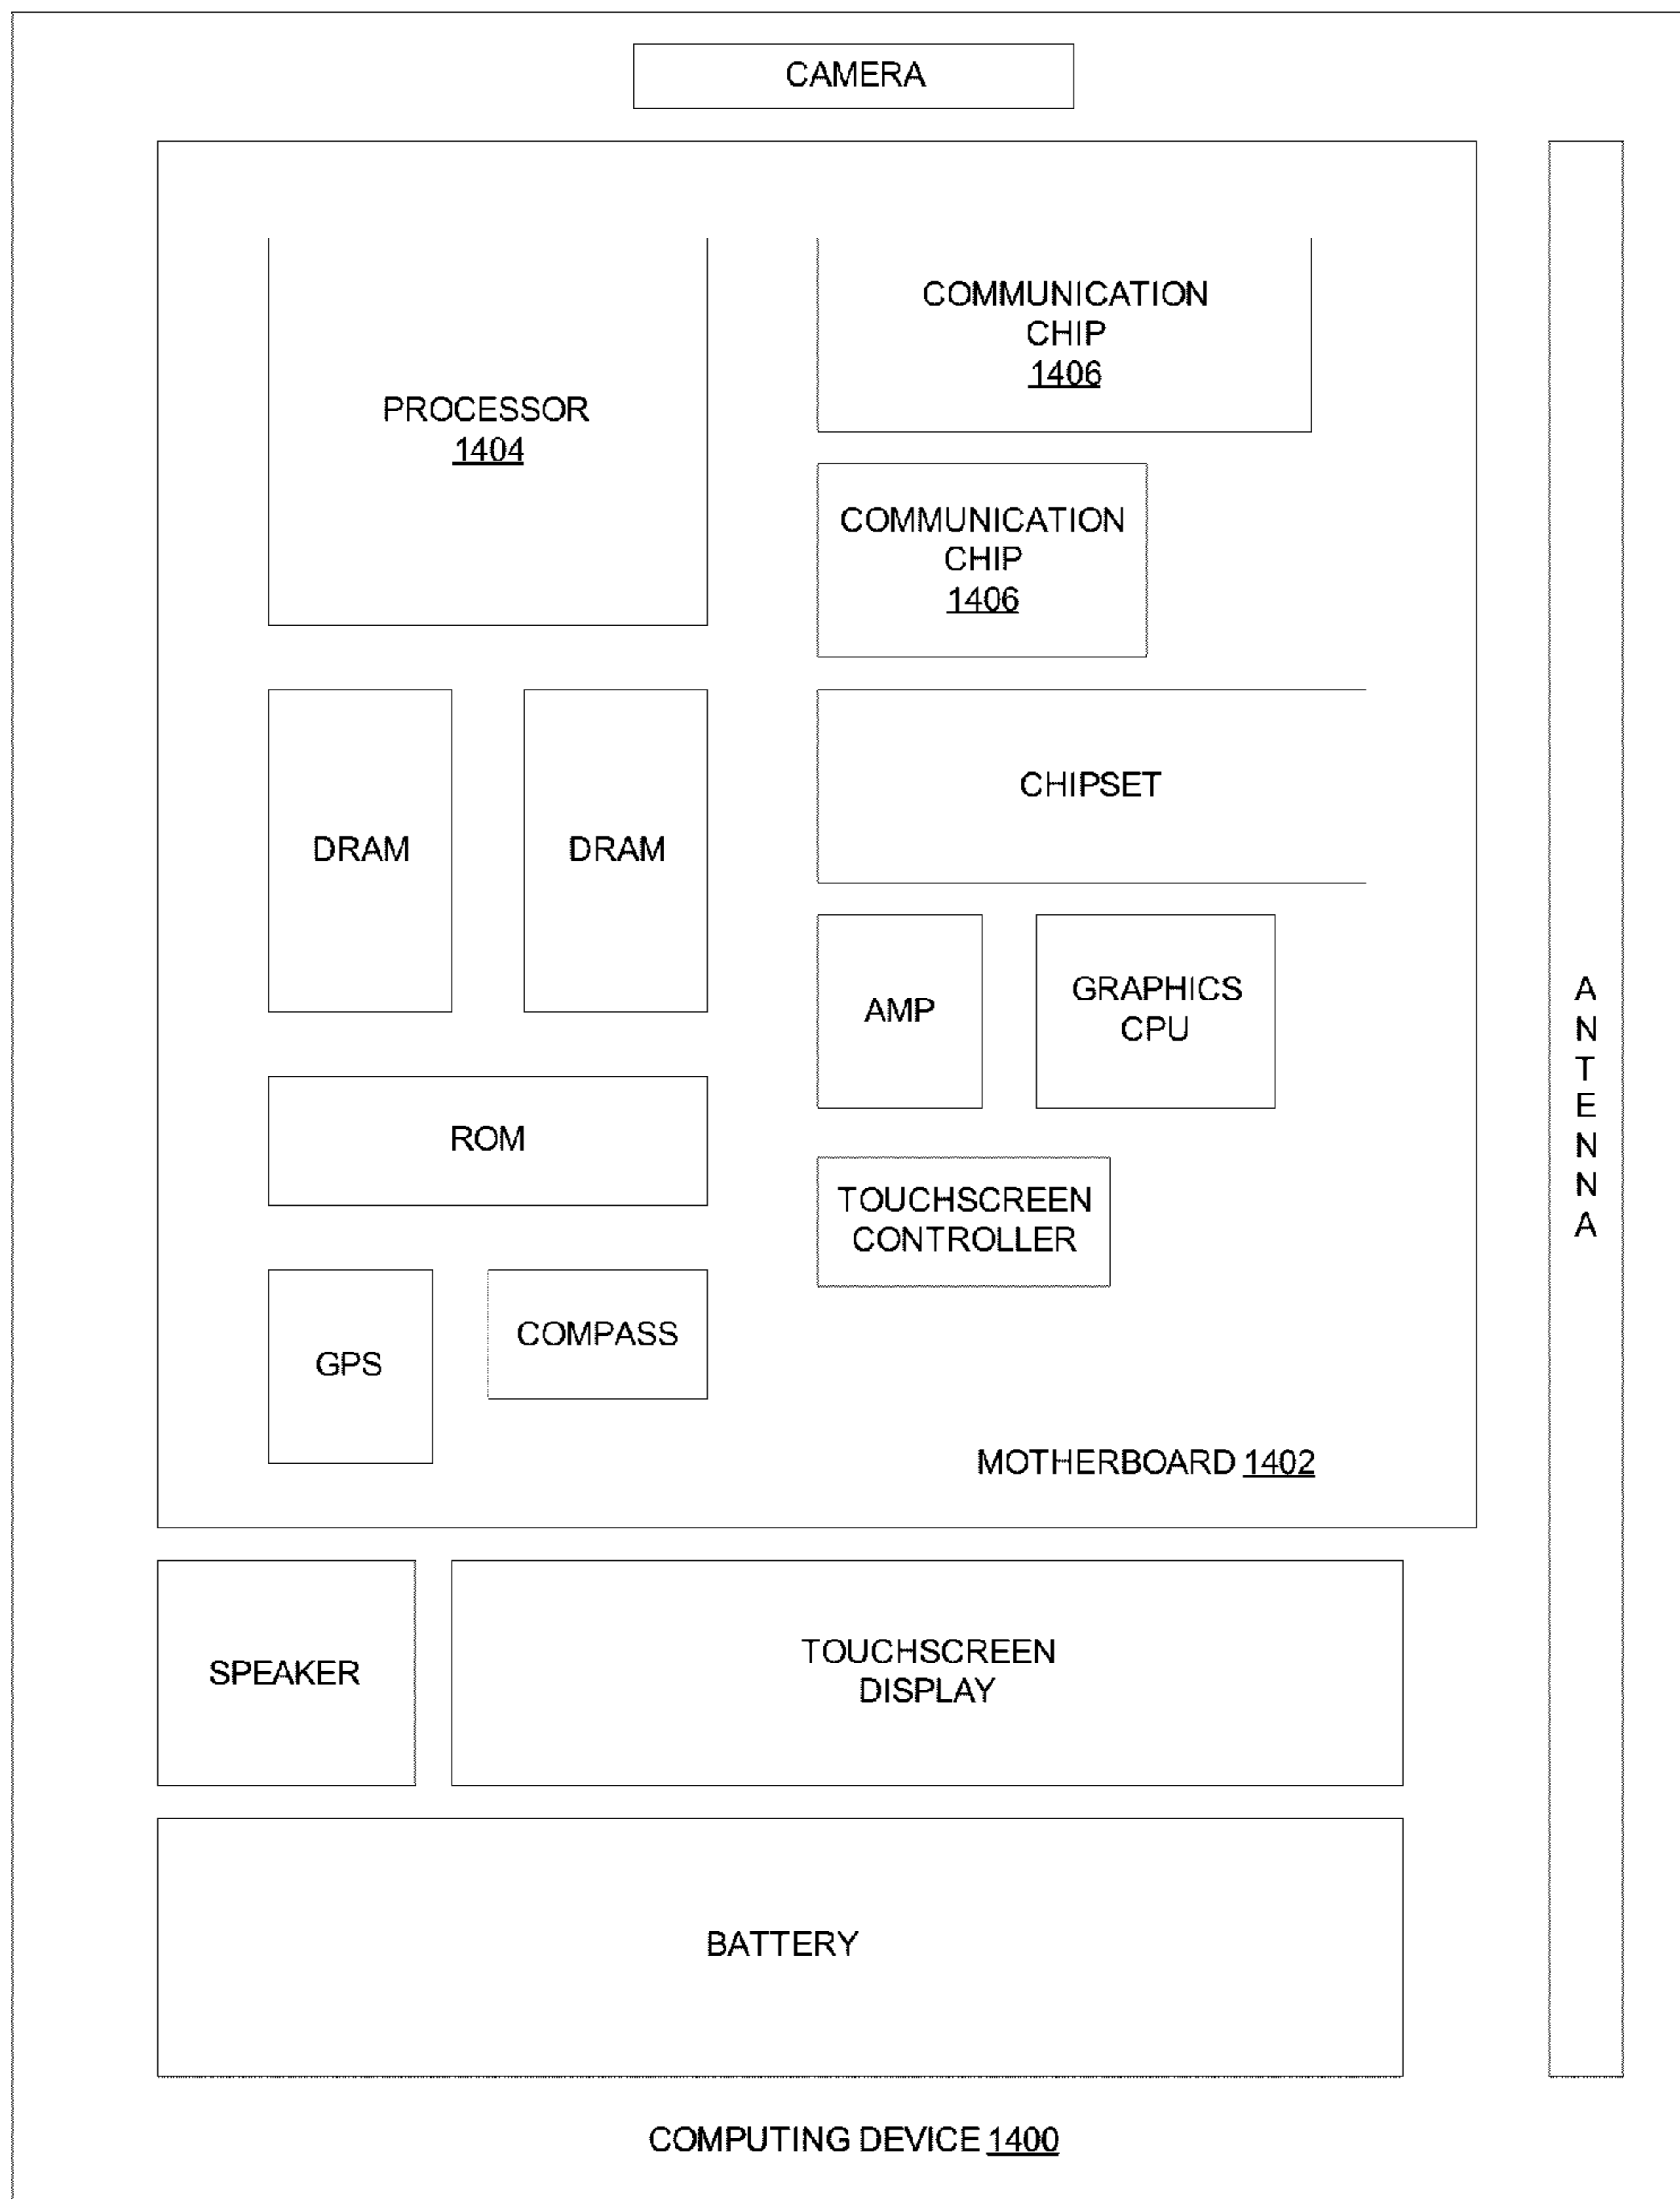 CAMERA
PROCESSOR
1404
COMMUNICATION
CHIP
1406
COMMUNICATION
CHIP
1406
DRAM
DRAM
CHIPSET
AMP
GRAPHICS
CPU
ROM
TOUCHSCREEN
CONTROLLER
GPS
COMPASS
MOTHERBOARD 1402
ANTENNA
SPEAKER
TOUCHSCREEN
DISPLAY
BATTERY
COMPUTING DEVICE 1400